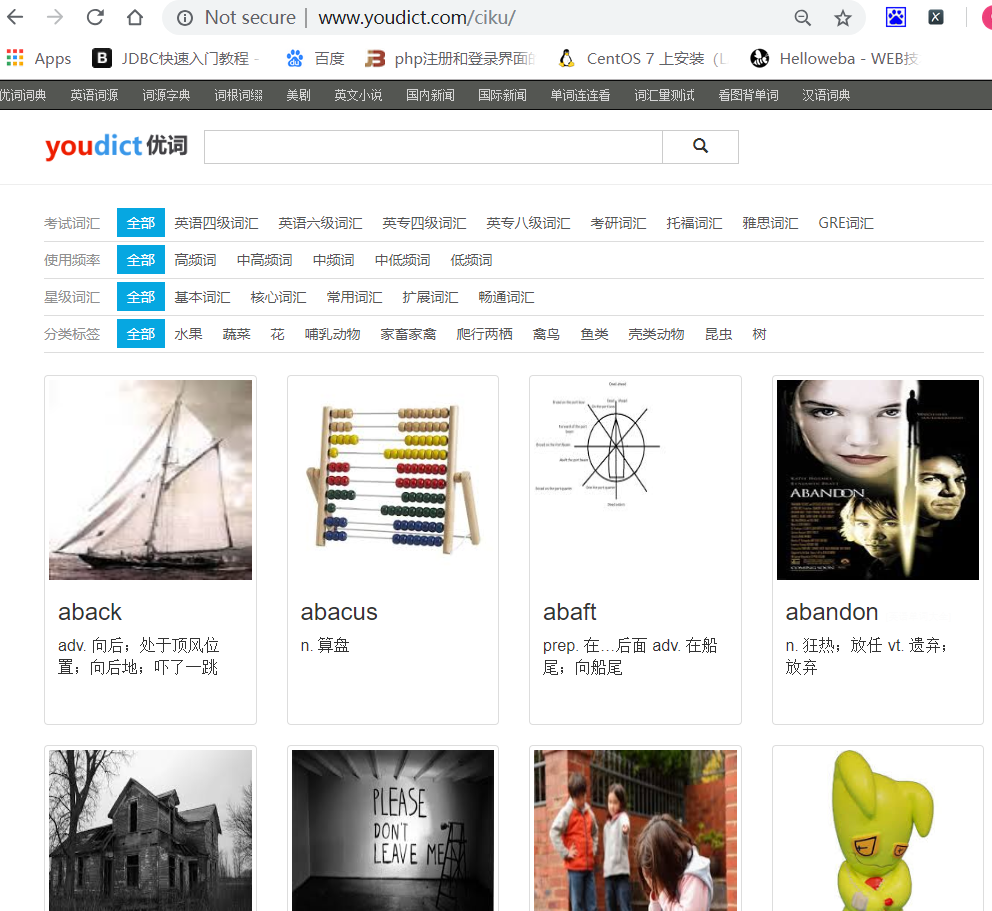 Not secure | www.youdict.com/ciku/
Apps B JDBC快速入门教程 - 百度 php注册和登录界面的 CentOS 7 上安装（L Helloweba - WEB技
优词词典 英语词源 词源字典 词根词缀 美剧 英文小说 国内新闻 国际新闻 单词连连看 词汇量测试 看图背单词 汉语词典
youdict 优词
考试词汇 全部 英语四级词汇 英语六级词汇 英专四级词汇 英专八级词汇 考研词汇 托福词汇 雅思词汇 GRE词汇
使用频率 全部 高频词 中高频词 中频词 中低频词 低频词
星级词汇 全部 基本词汇 核心词汇 常用词汇 扩展词汇 畅通词汇
分类标签 全部 水果 蔬菜 花 哺乳动物 家畜家禽 爬行两栖 禽鸟 鱼类 壳类动物 昆虫 树
Dead ahead
ABANDON
COMING SOON
aback
adv. 向后；处于顶风位
置；向后地；吓了一跳
abacus
n. 算盘
abaft
prep. 在…后面 adv. 在船
尾；向船尾
abandon
n. 狂热；放任 vt. 遗弃；
放弃
PLEASE
DON'T
LEAVE ME